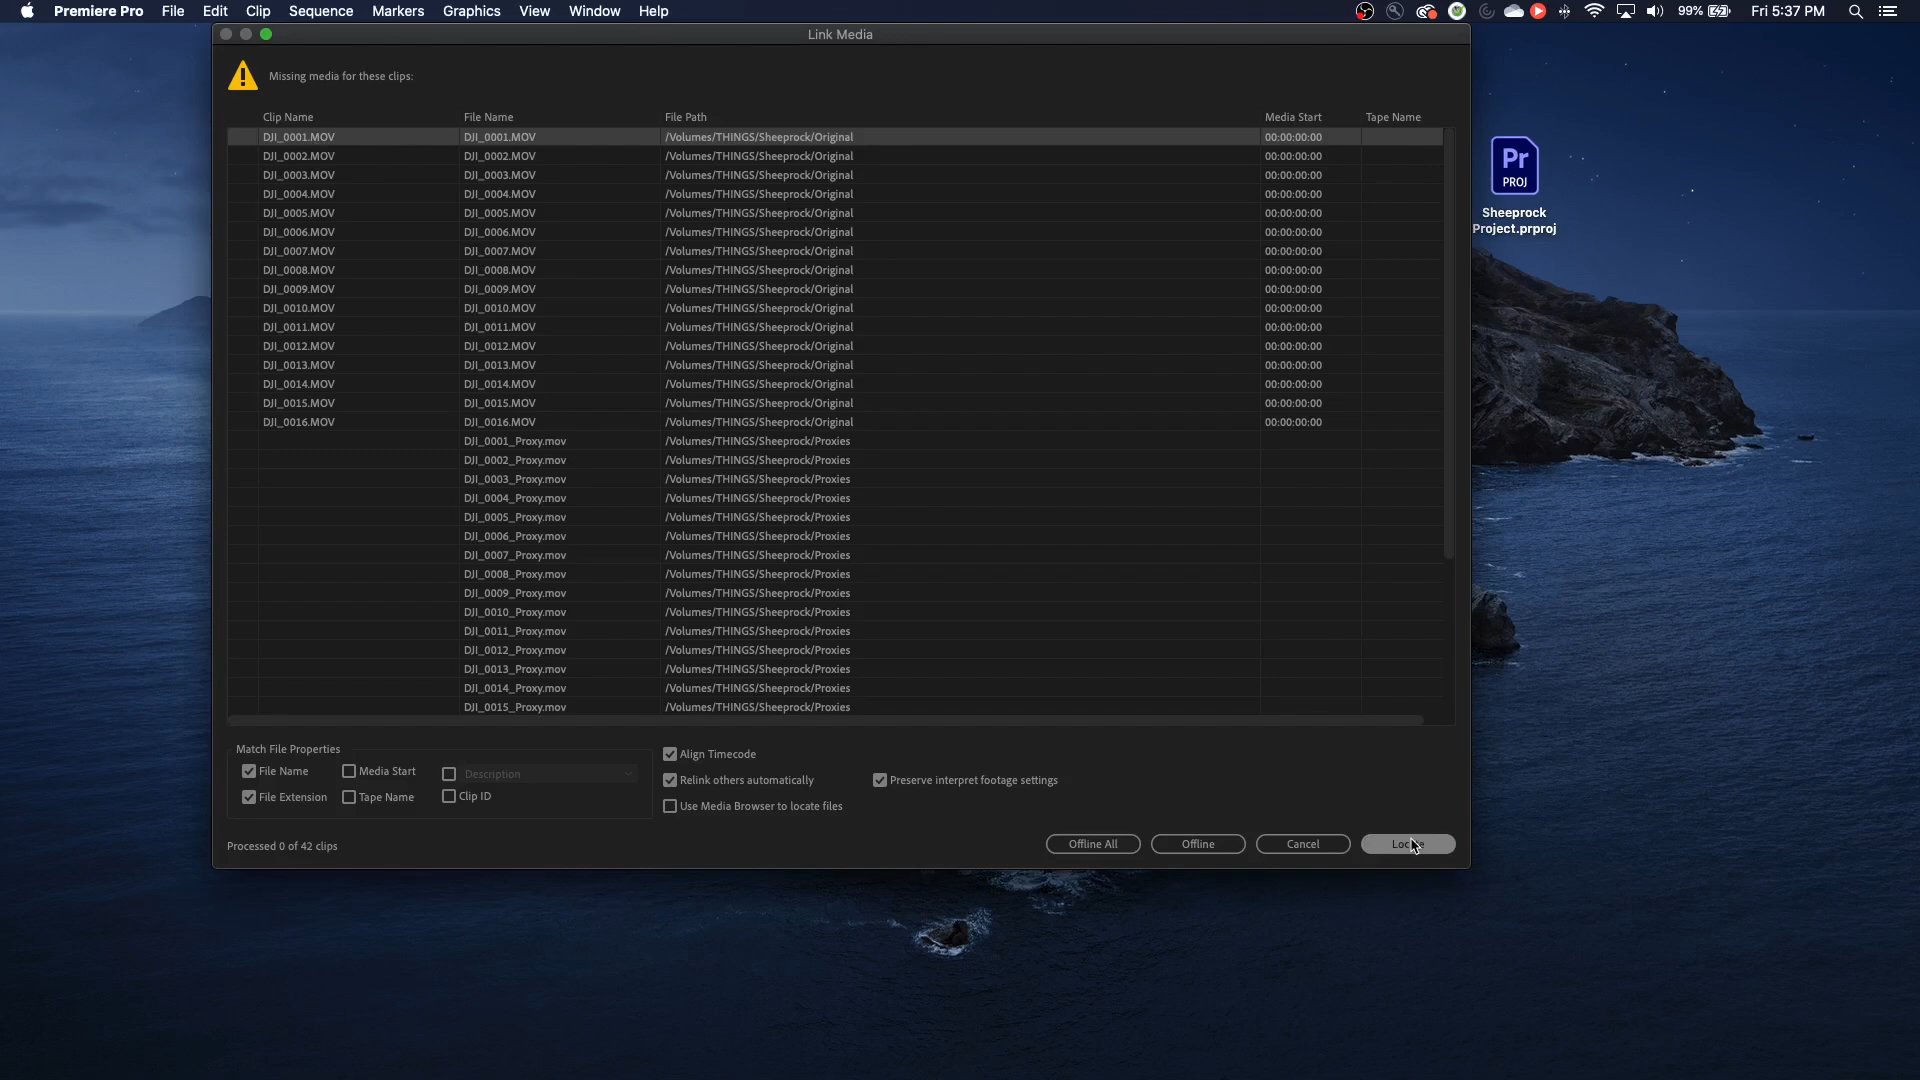 Premiere Pro File Edit Clip Sequence Markers Graphics View Window Help 99% Fri 5:37 PM
Link Media
Missing media for these clips:
Clip Name File Name File Path Media Start Tape Name
DJI_0001.MOV DJI_0001.MOV /Volumes/THINGS/Sheeprock/Original 00:00:00:00
DJI_0002.MOV DJI_0002.MOV /Volumes/THINGS/Sheeprock/Original 00:00:00:00
DJI_0003.MOV DJI_0003.MOV /Volumes/THINGS/Sheeprock/Original 00:00:00:00
DJI_0004.MOV DJI_0004.MOV /Volumes/THINGS/Sheeprock/Original 00:00:00:00
DJI_0005.MOV DJI_0005.MOV /Volumes/THINGS/Sheeprock/Original 00:00:00:00
DJI_0006.MOV DJI_0006.MOV /Volumes/THINGS/Sheeprock/Original 00:00:00:00
DJI_0007.MOV DJI_0007.MOV /Volumes/THINGS/Sheeprock/Original 00:00:00:00
DJI_0008.MOV DJI_0008.MOV /Volumes/THINGS/Sheeprock/Original 00:00:00:00
DJI_0009.MOV DJI_0009.MOV /Volumes/THINGS/Sheeprock/Original 00:00:00:00
DJI_0010.MOV DJI_0010.MOV /Volumes/THINGS/Sheeprock/Original 00:00:00:00
DJI_0011.MOV DJI_0011.MOV /Volumes/THINGS/Sheeprock/Original 00:00:00:00
DJI_0012.MOV DJI_0012.MOV /Volumes/THINGS/Sheeprock/Original 00:00:00:00
DJI_0013.MOV DJI_0013.MOV /Volumes/THINGS/Sheeprock/Original 00:00:00:00
DJI_0014.MOV DJI_0014.MOV /Volumes/THINGS/Sheeprock/Original 00:00:00:00
DJI_0015.MOV DJI_0015.MOV /Volumes/THINGS/Sheeprock/Original 00:00:00:00
DJI_0016.MOV DJI_0016.MOV /Volumes/THINGS/Sheeprock/Original 00:00:00:00
DJI_0001_Proxy.mov /Volumes/THINGS/Sheeprock/Proxies
DJI_0002_Proxy.mov /Volumes/THINGS/Sheeprock/Proxies
DJI_0003_Proxy.mov /Volumes/THINGS/Sheeprock/Proxies
DJI_0004_Proxy.mov /Volumes/THINGS/Sheeprock/Proxies
DJI_0005_Proxy.mov /Volumes/THINGS/Sheeprock/Proxies
DJI_0006_Proxy.mov /Volumes/THINGS/Sheeprock/Proxies
DJI_0007_Proxy.mov /Volumes/THINGS/Sheeprock/Proxies
DJI_0008_Proxy.mov /Volumes/THINGS/Sheeprock/Proxies
DJI_0009_Proxy.mov /Volumes/THINGS/Sheeprock/Proxies
DJI_0010_Proxy.mov /Volumes/THINGS/Sheeprock/Proxies
DJI_0011_Proxy.mov /Volumes/THINGS/Sheeprock/Proxies
DJI_0012_Proxy.mov /Volumes/THINGS/Sheeprock/Proxies
DJI_0013_Proxy.mov /Volumes/THINGS/Sheeprock/Proxies
DJI_0014_Proxy.mov /Volumes/THINGS/Sheeprock/Proxies
DJI_0015_Proxy.mov /Volumes/THINGS/Sheeprock/Proxies
Match File Properties
File Name Media Start Description
File Extension Tape Name Clip ID
Align Timecode
Relink others automatically Preserve interpret footage settings
Use Media Browser to locate files
Processed 0 of 42 clips
Offline All Offline Cancel
Pr
PROJ
Sheeprock
Project.prproj